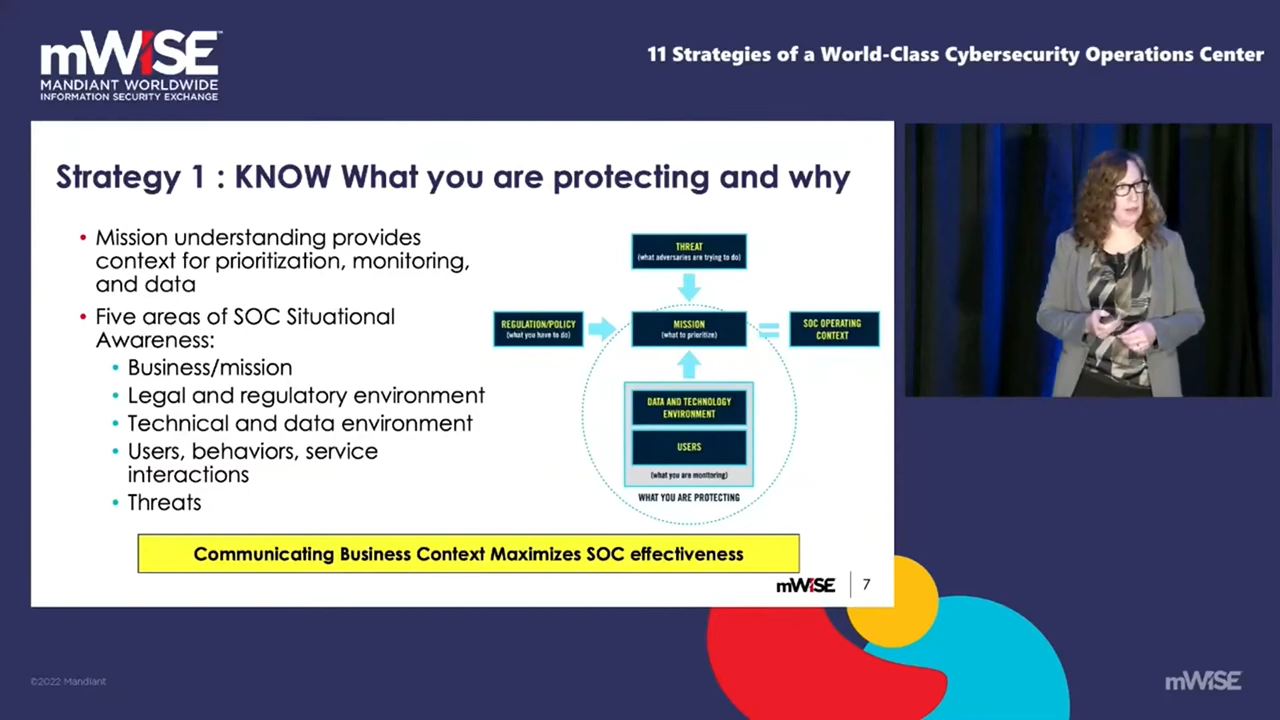 mWISE™
MANDIANT WORLDWIDE
INFORMATION SECURITY EXCHANGE
11 Strategies of a World-Class Cybersecurity Operations Center
Strategy 1 : KNOW What you are protecting and why
• Mission understanding provides
context for prioritization, monitoring,
and data
• Five areas of SOC Situational
Awareness:
• Business/mission
• Legal and regulatory environment
• Technical and data environment
• Users, behaviors, service
interactions
• Threats
THREAT
(what adversaries are trying to do)
REGULATION/POLICY
(what you have to do)
MISSION
(what to prioritize)
=
SOC OPERATING
CONTEXT
DATA AND TECHNOLOGY
ENVIRONMENT
USERS
(what you are monitoring)
WHAT YOU ARE PROTECTING
Communicating Business Context Maximizes SOC effectiveness
mWISE
7
©2022 Mandiant
mWISE